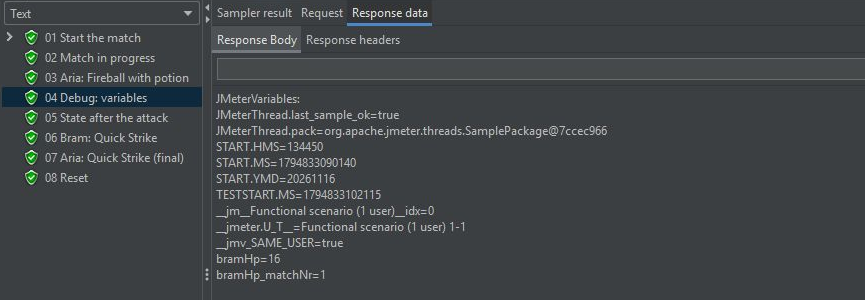 Text
01 Start the match
02 Match in progress
03 Aria: Fireball with potion
04 Debug: variables
05 State after the attack
06 Bram: Quick Strike
07 Aria: Quick Strike (final)
08 Reset
Sampler result Request Response data
Response Body Response headers
JMeterVariables:
JMeterThread.last_sample_ok=true
JMeterThread.pack=org.apache.jmeter.threads.SamplePackage@7ccec966
START.HMS=134450
START.MS=1794833090140
START.YMD=20261116
TESTSTART.MS=1794833102115
__jm__Functional scenario (1 user)__idx=0
__jmeter.U_T__=Functional scenario (1 user) 1-1
__jmv_SAME_USER=true
bramHp=16
bramHp_matchNr=1